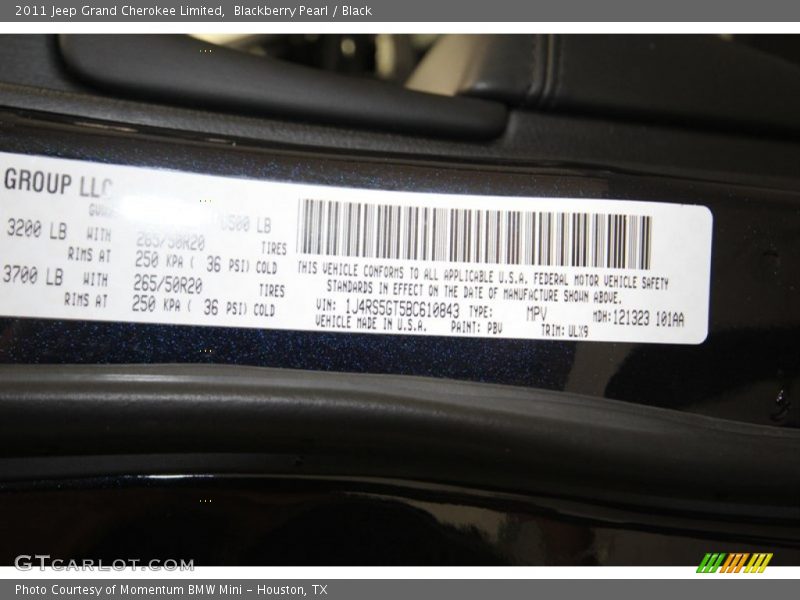 2011 Jeep Grand Cherokee Limited, Blackberry Pearl / Black
GROUP LLC
6500 LB
3200 LB WITH 265/50R20 TIRES
RIMS AT 250 KPA ( 36 PSI) COLD
3700 LB WITH 265/50R20 TIRES
RIMS AT 250 KPA ( 36 PSI) COLD
THIS VEHICLE CONFORMS TO ALL APPLICABLE U.S.A. FEDERAL MOTOR VEHICLE SAFETY
STANDARDS IN EFFECT ON THE DATE OF MANUFACTURE SHOWN ABOVE.
VIN: 1J4RS5GT5BC610843 TYPE: MPV MDH:121323 101AA
VEHICLE MADE IN U.S.A. PAINT: PBV TRIM: ULX9
GTCARLOT.COM
Photo Courtesy of Momentum BMW Mini - Houston, TX